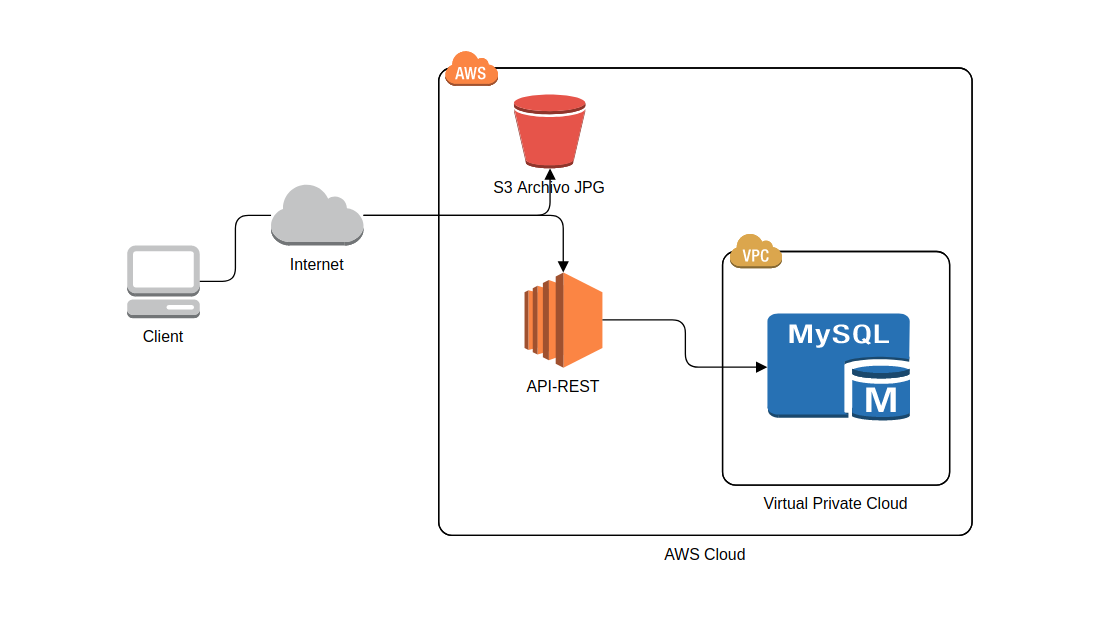 AWS
S3 Archivo JPG
Internet
Client
API-REST
VPC
MySQL
M
Virtual Private Cloud
AWS Cloud